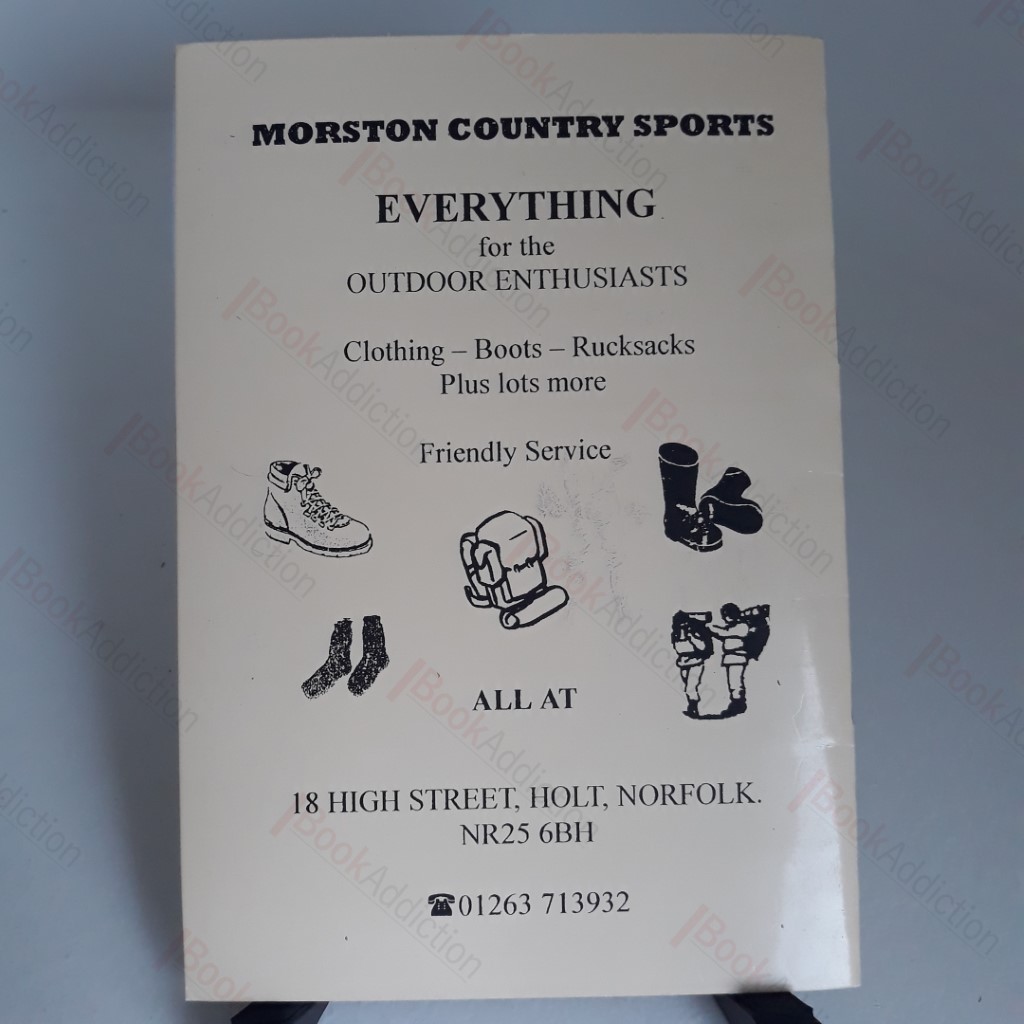 MORSTON COUNTRY SPORTS
EVERYTHING
for the
OUTDOOR ENTHUSIASTS
Clothing – Boots – Rucksacks
Plus lots more
Friendly Service
ALL AT
18 HIGH STREET, HOLT, NORFOLK.
NR25 6BH
☎01263 713932
BookAddiction